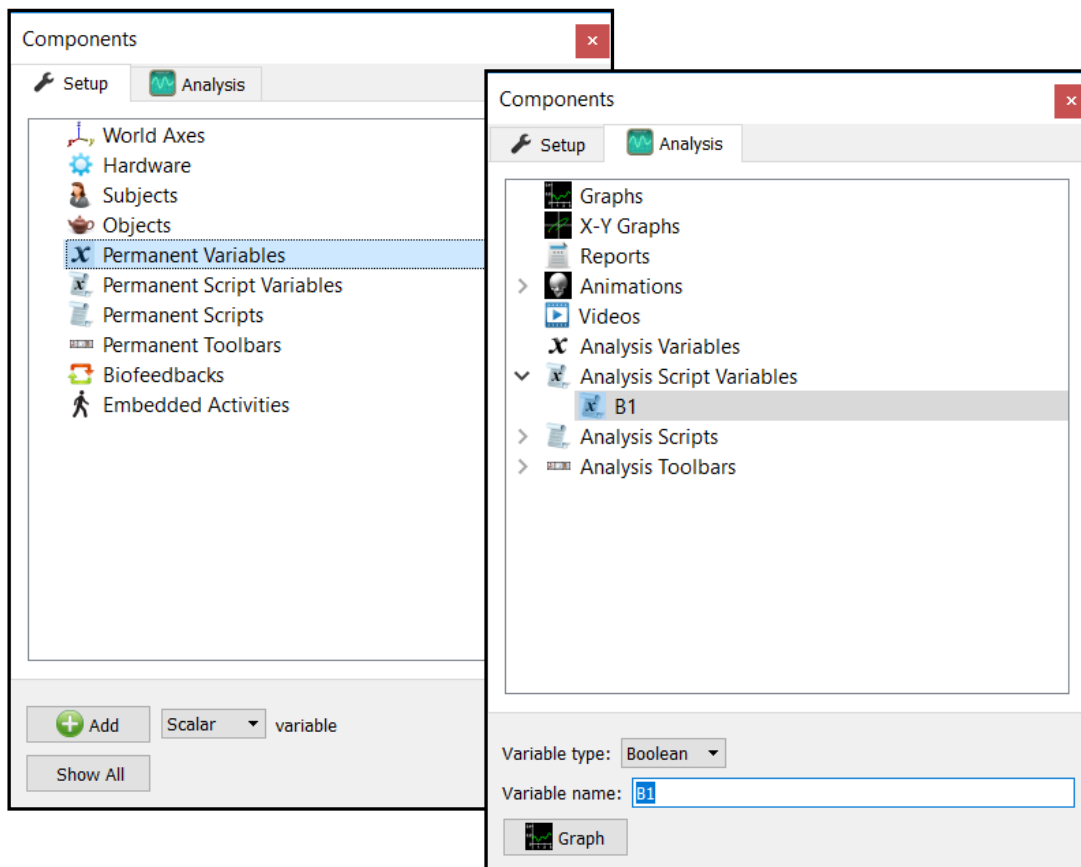 Components
Setup
Analysis
World Axes
Hardware
Subjects
Objects
Permanent Variables
Permanent Script Variables
Permanent Scripts
Permanent Toolbars
Biofeedbacks
Embedded Activities
Add Scalar variable
Show All
Components
Setup
Analysis
Graphs
X-Y Graphs
Reports
Animations
Videos
Analysis Variables
Analysis Script Variables
B1
Analysis Scripts
Analysis Toolbars
Variable type: Boolean
Variable name: B1
Graph